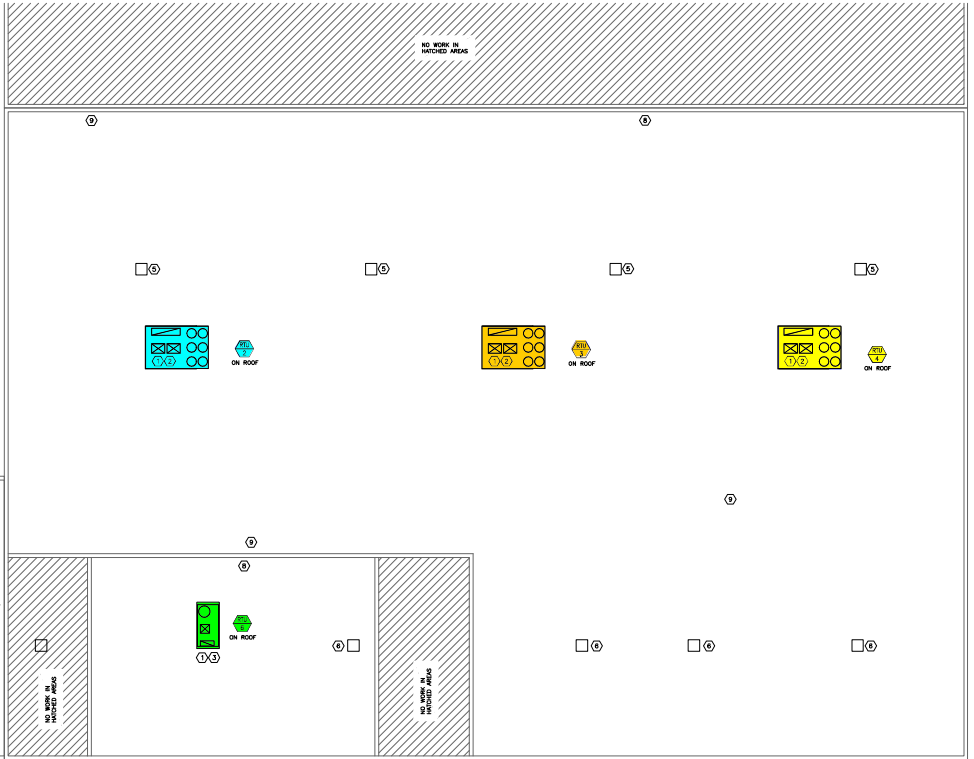 NO WORK IN
HATCHED AREAS
9
8
5
5
5
5
1 2
RTU
2
ON ROOF
1 2
RTU
3
ON ROOF
1 2
RTU
4
ON ROOF
9
9
8
RTU
6
ON ROOF
1 3
6
6
6
6
NO WORK IN
HATCHED AREAS
NO WORK IN
HATCHED AREAS